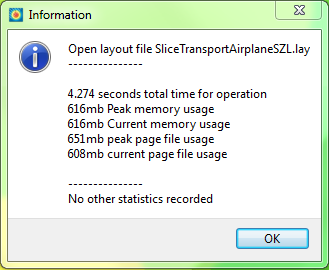 Information
Open layout file SliceTransportAirplaneSZL.lay
---------------
4.274 seconds total time for operation
616mb Peak memory usage
616mb Current memory usage
651mb peak page file usage
608mb current page file usage
---------------
No other statistics recorded
OK